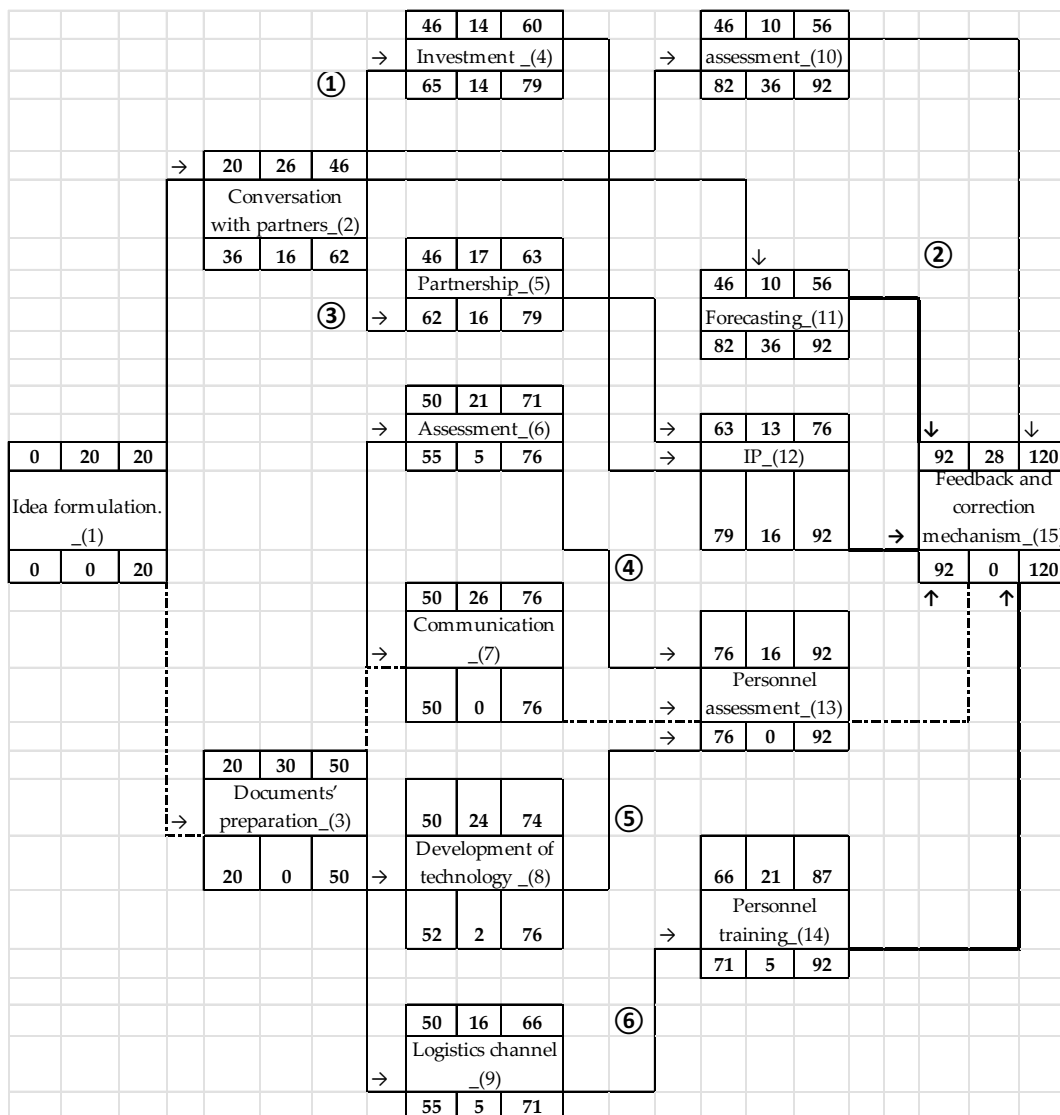 46 14 60
→ Investment _(4)
65 14 79
①
46 10 56
→ assessment_(10)
82 36 92
→ 20 26 46
Conversation
with partners_(2)
36 16 62
46 17 63
Partnership_(5)
→ 62 16 79
③
②
↓
46 10 56
Forecasting_(11)
82 36 92
50 21 71
→ Assessment_(6)
55 5 76
→ 63 13 76
→ IP_(12)
79 16 92
→
0 20 20
Idea formulation.
_(1)
0 0 20
↓ ↓
92 28 120
Feedback and
correction
mechanism_(15)
92 0 120
↑ ↑
④
50 26 76
Communication
→ _(7)
50 0 76
→ 76 16 92
Personnel
→ assessment_(13)
→ 76 0 92
20 30 50
Documents’
→ preparation_(3)
20 0 50
50 24 74
→ Development of
technology _(8)
52 2 76
⑤
66 21 87
Personnel
→ training_(14)
71 5 92
50 16 66
Logistics channel
→ _(9)
55 5 71
⑥